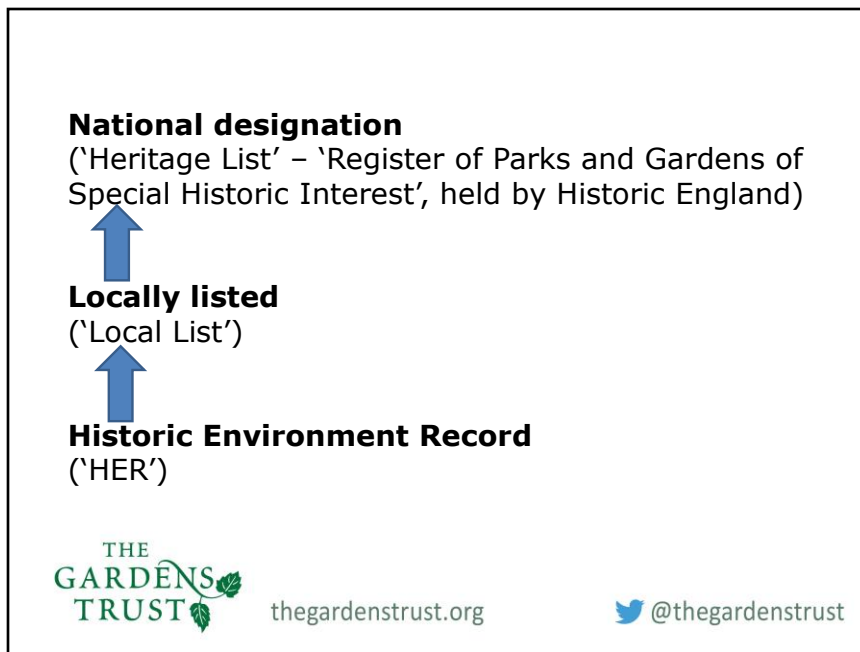 National designation
(‘Heritage List’ – ‘Register of Parks and Gardens of
Special Historic Interest’, held by Historic England)
Locally listed
(‘Local List’)
Historic Environment Record
(‘HER’)
THE
GARDENS
TRUST
thegardenstrust.org
@thegardenstrust